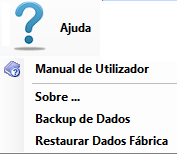 Ajuda
Manual de Utilizador
Sobre ...
Backup de Dados
Restaurar Dados Fábrica